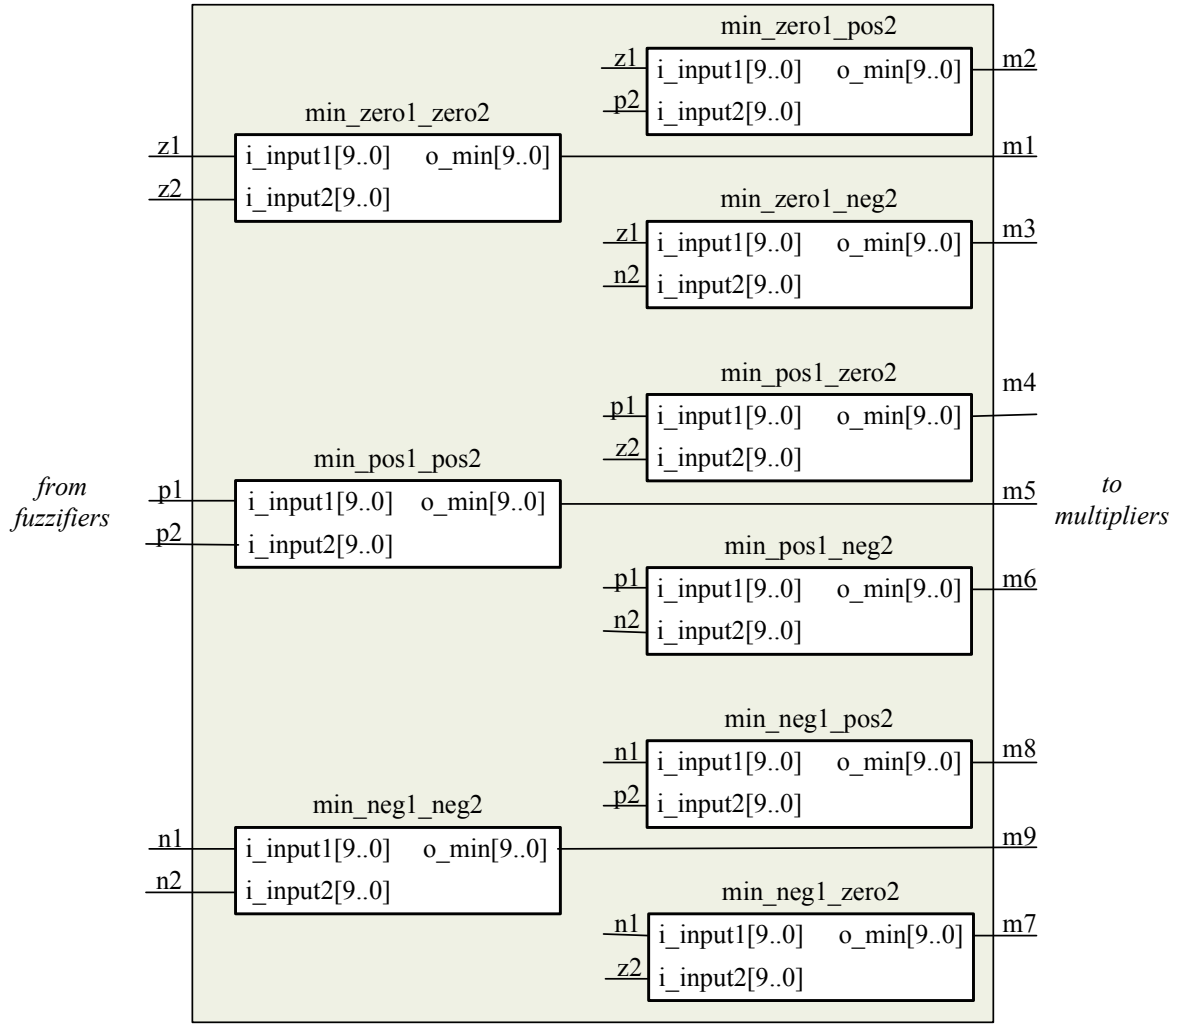 min_zero1_pos2
z1 i_input1[9..0] o_min[9..0] m2
p2 i_input2[9..0]
min_zero1_zero2
z1 i_input1[9..0] o_min[9..0] m1
z2 i_input2[9..0]
min_zero1_neg2
z1 i_input1[9..0] o_min[9..0] m3
n2 i_input2[9..0]
min_pos1_zero2
m4
p1 i_input1[9..0] o_min[9..0]
z2 i_input2[9..0]
min_pos1_pos2
from
fuzzifiers
p1 i_input1[9..0] o_min[9..0] m5
p2 i_input2[9..0]
to
multipliers
min_pos1_neg2
p1 i_input1[9..0] o_min[9..0] m6
n2 i_input2[9..0]
min_neg1_pos2
n1 i_input1[9..0] o_min[9..0] m8
p2 i_input2[9..0]
min_neg1_neg2
n1 i_input1[9..0] o_min[9..0] m9
n2 i_input2[9..0]
min_neg1_zero2
n1 i_input1[9..0] o_min[9..0] m7
z2 i_input2[9..0]